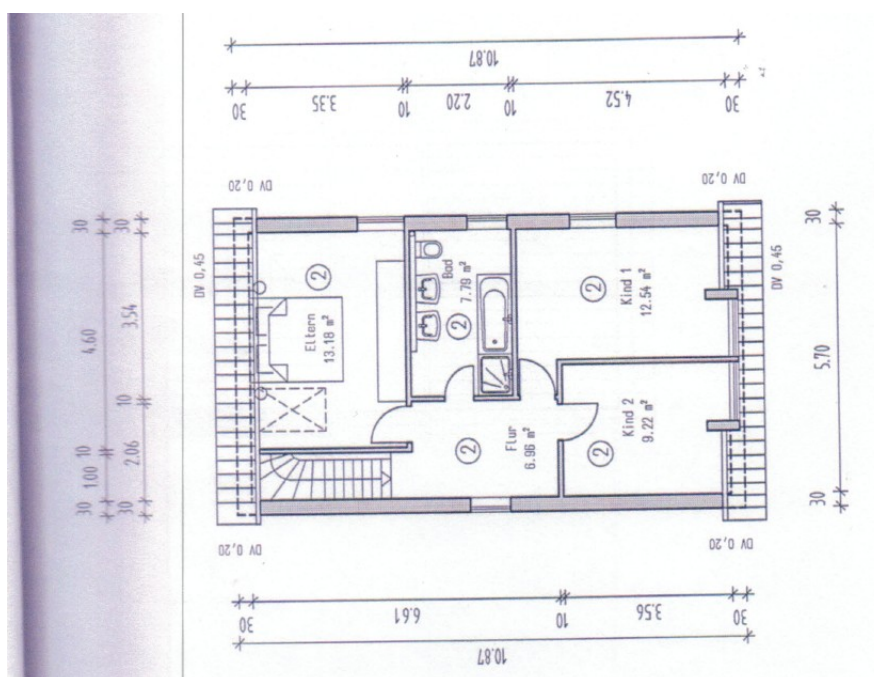 10.87
30 3.35 10 2.20 10 4.52 30
DV 0,20
DV 0,20
DV 0,45
DV 0,45
30 4.60 10 1.00 30
30 3.54 10 2.06 30
30 5.70 30
2
Eltern
13.18 m²
2
Bad
7.79 m²
2
Kind 1
12.54 m²
2
Kind 2
9.22 m²
2
Flur
6.96 m²
DV 0,20
DV 0,20
30 6.61 10 3.56 30
10.87